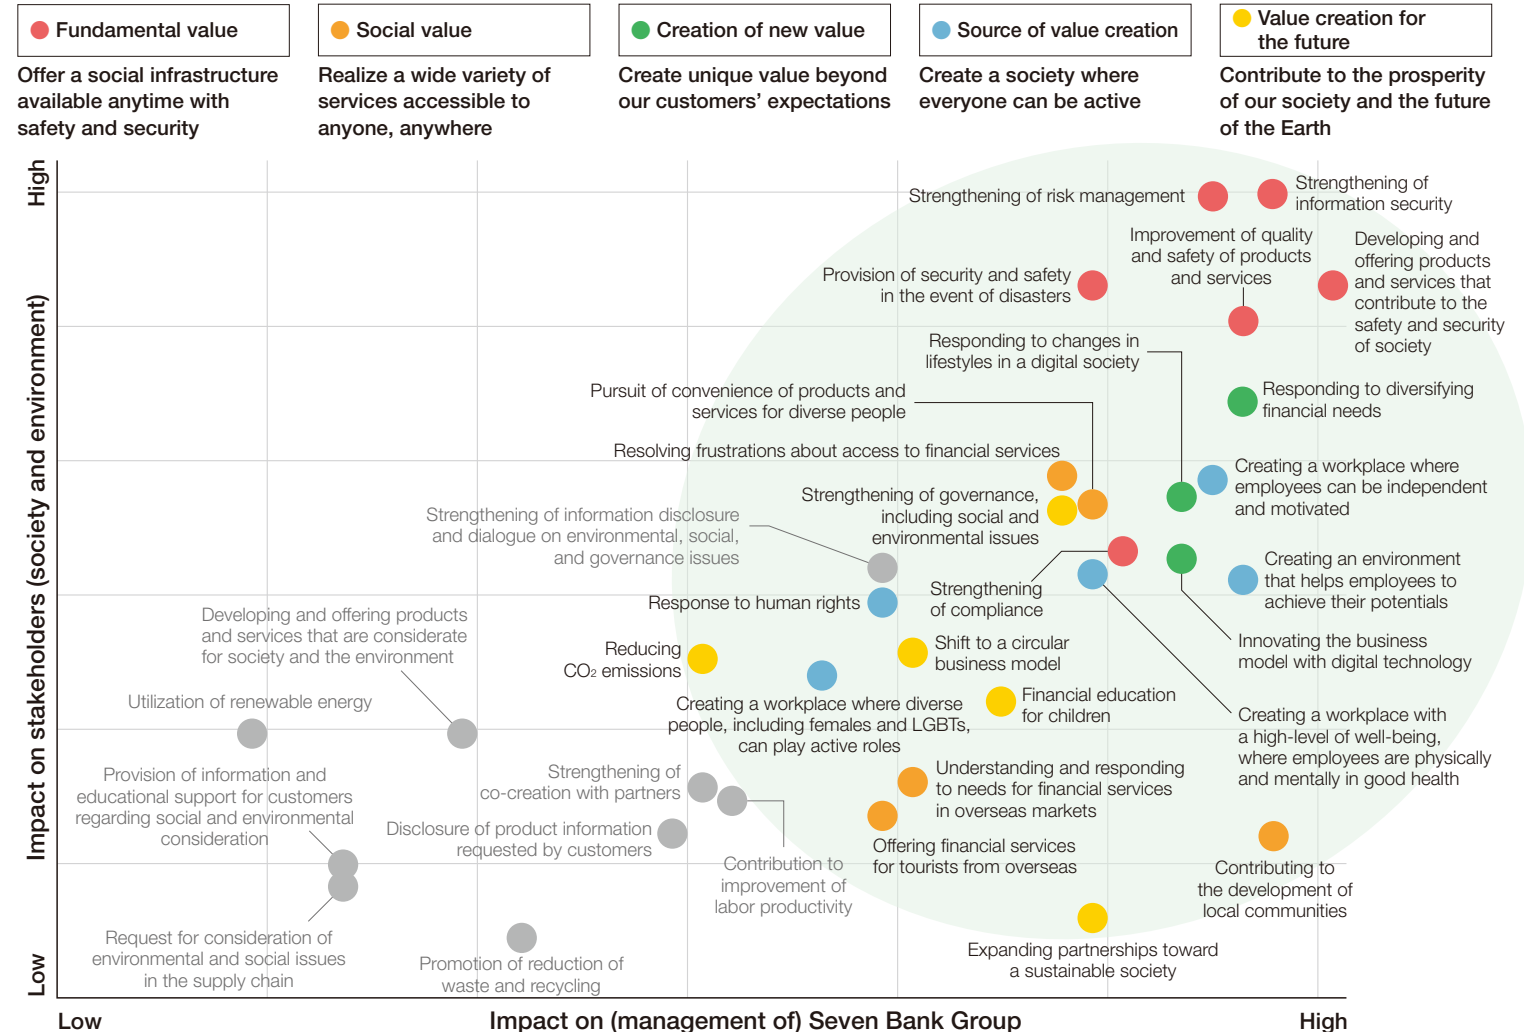 Fundamental value
Offer a social infrastructure
available anytime with
safety and security
Social value
Realize a wide variety of
services accessible to
anyone, anywhere
Creation of new value
Create unique value beyond
our customers’ expectations
Source of value creation
Create a society where
everyone can be active
Value creation for
the future
Contribute to the prosperity
of our society and the future
of the Earth
High
Impact on stakeholders (society and environment)
Low
Strengthening of risk management
Strengthening of
information security
Improvement of quality
and safety of products
and services
Developing and
offering products
and services that
contribute to the
safety and security
of society
Provision of security and safety
in the event of disasters
Responding to changes in
lifestyles in a digital society
Pursuit of convenience of products and
services for diverse people
Responding to diversifying
financial needs
Resolving frustrations about access to financial services
Creating a workplace where
employees can be independent
and motivated
Strengthening of governance,
including social and
environmental issues
Strengthening of information disclosure
and dialogue on environmental, social,
and governance issues
Strengthening
of compliance
Creating an environment
that helps employees to
achieve their potentials
Response to human rights
Developing and offering products
and services that are considerate
for society and the environment
Reducing
CO2 emissions
Shift to a circular
business model
Innovating the business
model with digital technology
Utilization of renewable energy
Creating a workplace where diverse
people, including females and LGBTs,
can play active roles
Financial education
for children
Creating a workplace with
a high-level of well-being,
where employees are physically
and mentally in good health
Provision of information and
educational support for customers
regarding social and environmental
consideration
Strengthening of
co-creation with partners
Understanding and responding
to needs for financial services
in overseas markets
Disclosure of product information
requested by customers
Offering financial services
for tourists from overseas
Contribution to
improvement of
labor productivity
Contributing to
the development of
local communities
Request for consideration of
environmental and social issues
in the supply chain
Promotion of reduction of
waste and recycling
Expanding partnerships toward
a sustainable society
Low
Impact on (management of) Seven Bank Group
High